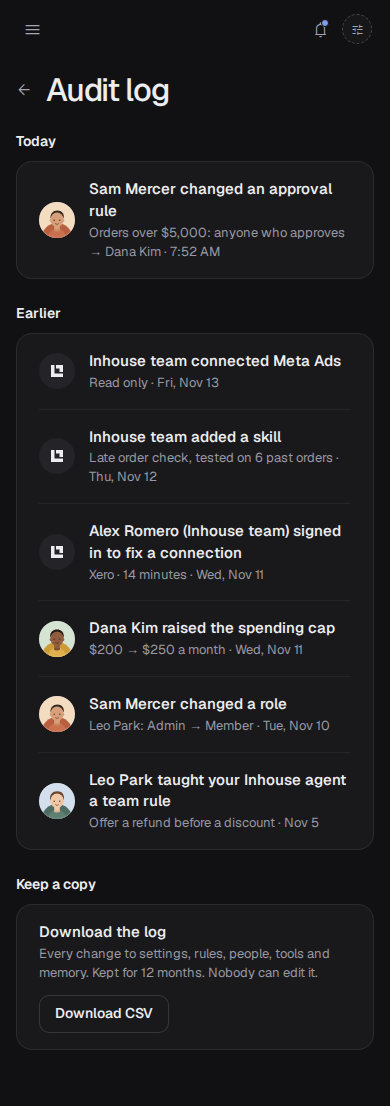 Audit log
Today
Sam Mercer changed an approval
rule
Orders over $5,000: anyone who approves
→ Dana Kim · 7:52 AM
Earlier
Inhouse team connected Meta Ads
Read only · Fri, Nov 13
Inhouse team added a skill
Late order check, tested on 6 past orders ·
Thu, Nov 12
Alex Romero (Inhouse team) signed
in to fix a connection
Xero · 14 minutes · Wed, Nov 11
Dana Kim raised the spending cap
$200 → $250 a month · Wed, Nov 11
Sam Mercer changed a role
Leo Park: Admin → Member · Tue, Nov 10
Leo Park taught your Inhouse agent
a team rule
Offer a refund before a discount · Nov 5
Keep a copy
Download the log
Every change to settings, rules, people, tools and
memory. Kept for 12 months. Nobody can edit it.
Download CSV